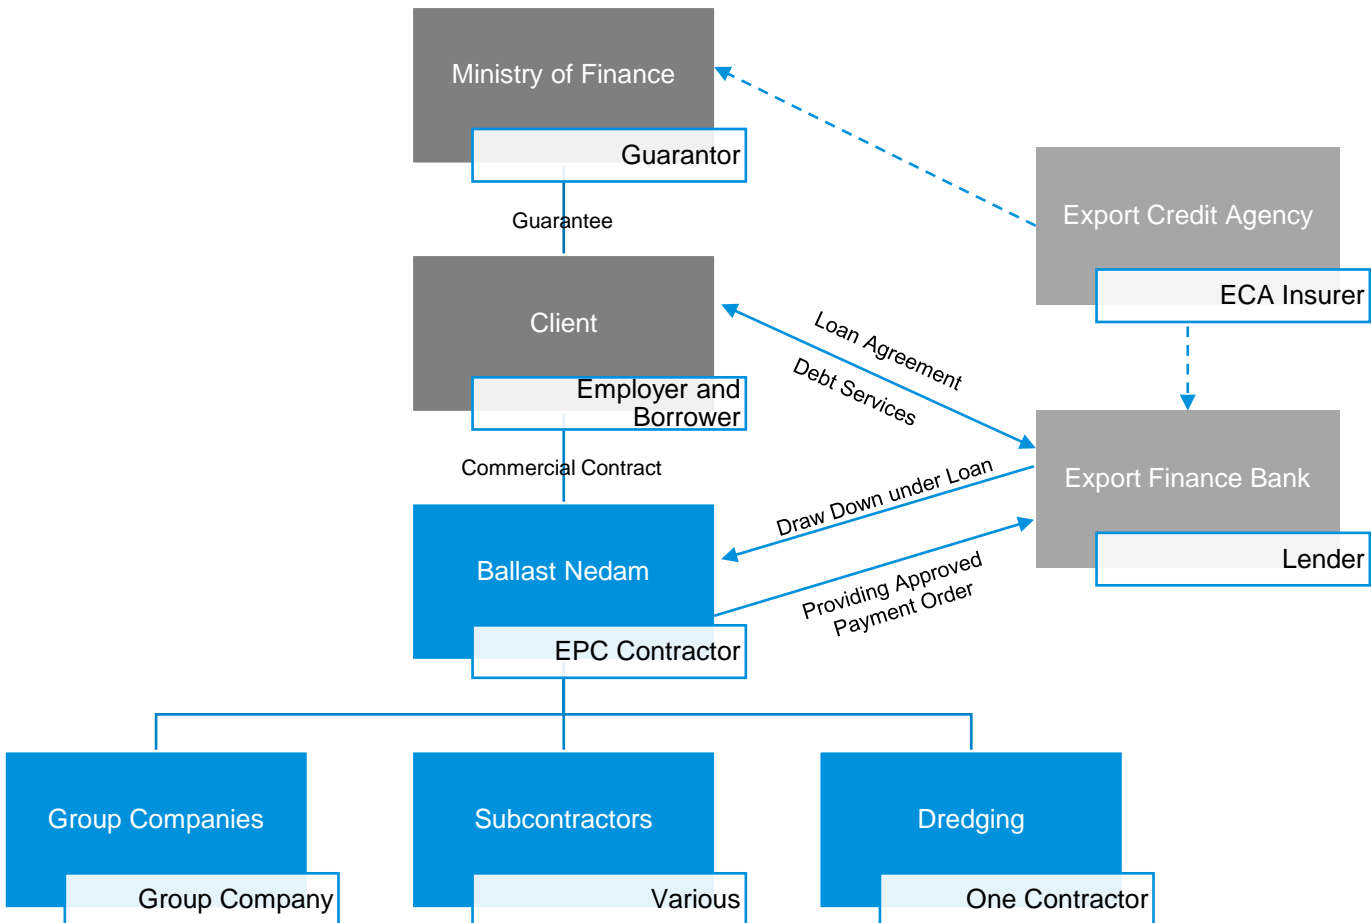 Ministry of Finance
Guarantor
Guarantee
Export Credit Agency
ECA Insurer
Client
Employer and
Borrower
Loan Agreement
Debt Services
Commercial Contract
Export Finance Bank
Lender
Draw Down under Loan
Ballast Nedam
EPC Contractor
Providing Approved
Payment Order
Group Companies
Group Company
Subcontractors
Various
Dredging
One Contractor